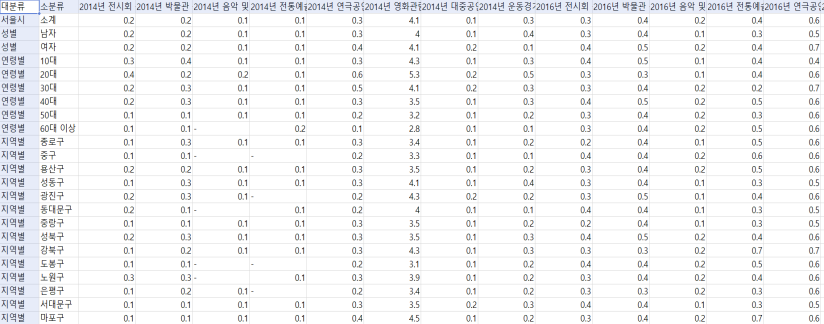 대분류 소분류 2014년 전시회 2014년 박물관 2014년 음악 및 2014년 전통예 2014년 연극공 2014년 영화관 2014년 대중공 2014년 운동경 2016년 전시회 2016년 박물관 2016년 음악 및 2016년 전통예 2016년 연극공
서울시 소계 0.2 0.2 0.1 0.1 0.3 4.1 0.1 0.2 0.3 0.4 0.2 0.4 0.6
성별 남자 0.2 0.2 0.1 0.1 0.3 4 0.1 0.3 0.3 0.4 0.1 0.3 0.5
성별 여자 0.2 0.2 0.1 0.1 0.4 4.1 0.2 0.1 0.4 0.5 0.2 0.4 0.7
연령별 10대 0.3 0.4 0.1 0.1 0.3 4.3 0.1 0.3 0.4 0.4 0.1 0.4 0.4
연령별 20대 0.4 0.2 0.2 0.1 0.6 5.3 0.2 0.5 0.3 0.3 0.1 0.4 0.6
연령별 30대 0.2 0.3 0.1 0.1 0.5 4.1 0.2 0.3 0.4 0.5 0.2 0.2 0.7
연령별 40대 0.2 0.3 0.1 0.1 0.3 3.5 0.1 0.3 0.4 0.5 0.2 0.5 0.6
연령별 50대 0.1 0.1 0.1 0.1 0.2 3.2 0.1 0.2 0.3 0.4 0.2 0.4 0.6
연령별 60대 이상 0.1 0.1 - 0.2 0.1 2.8 0.1 0.1 0.3 0.4 0.2 0.5 0.6
지역별 종로구 0.1 0.3 0.1 0.1 0.3 3.4 0.1 0.2 0.2 0.4 0.1 0.5 0.6
지역별 중구 0.1 0.1 - - 0.2 3.3 0.1 0.1 0.4 0.4 0.2 0.6 0.6
지역별 용산구 0.2 0.2 0.1 0.1 0.3 3.5 0.1 0.2 0.3 0.4 0.2 0.5 0.6
지역별 성동구 0.1 0.3 0.1 0.1 0.3 4.1 0.1 0.4 0.3 0.4 0.1 0.3 0.5
지역별 광진구 0.2 0.3 0.1 - 0.2 4.3 0.2 0.2 0.3 0.5 0.1 0.4 0.6
지역별 동대문구 0.2 0.1 - 0.1 0.2 4 0.1 0.1 0.4 0.4 0.1 0.3 0.5
지역별 중랑구 0.1 0.1 0.1 0.1 0.3 3.5 0.1 0.2 0.2 0.4 0.1 0.3 0.5
지역별 성북구 0.2 0.3 0.1 0.1 0.3 3.5 0.1 0.3 0.4 0.5 0.2 0.4 0.6
지역별 강북구 0.1 0.2 0.1 0.1 0.3 4.3 0.1 0.3 0.3 0.3 0.2 0.7 0.7
지역별 도봉구 0.1 0.1 - - 0.2 3.1 0.1 0.2 0.4 0.4 0.2 0.5 0.6
지역별 노원구 0.3 0.3 - 0.1 0.3 3.9 0.1 0.2 0.3 0.4 0.1 0.3 0.6
지역별 은평구 0.1 0.2 0.1 - 0.2 3.4 0.1 0.2 0.3 0.3 0.2 0.3 0.6
지역별 서대문구 0.1 0.1 0.1 0.1 0.3 3.5 0.2 0.3 0.4 0.4 0.1 0.3 0.5
지역별 마포구 0.1 0.1 0.1 0.1 0.4 4.5 0.1 0.2 0.3 0.4 0.2 0.7 0.6